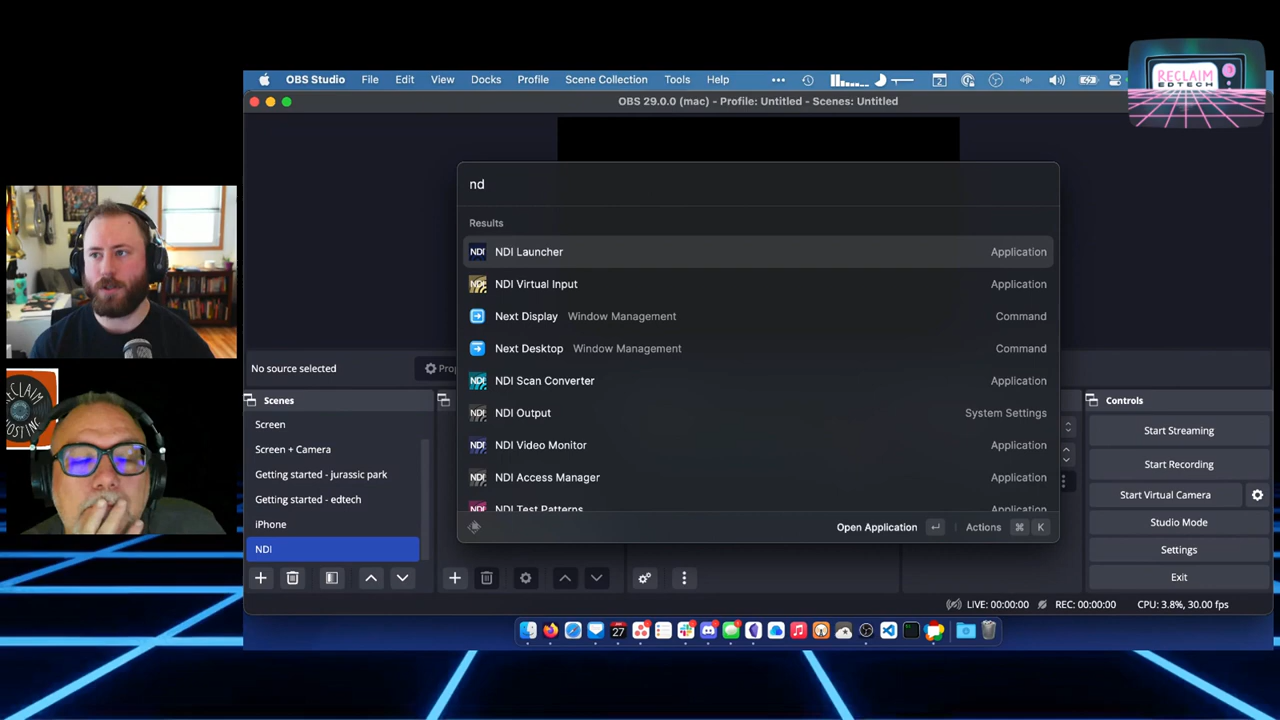 RECLAIM
EDTECH
OBS Studio File Edit View Docks Profile Scene Collection Tools Help
OBS 29.0.0 (mac) - Profile: Untitled - Scenes: Untitled
nd
Results
NDI Launcher Application
NDI Virtual Input Application
Next Display Window Management Command
Next Desktop Window Management Command
NDI Scan Converter Application
NDI Output System Settings
NDI Video Monitor Application
NDI Access Manager Application
NDI Test Patterns Application
Open Application Actions ⌘ K
No source selected
Scenes
Screen
Screen + Camera
Getting started - jurassic park
Getting started - edtech
iPhone
NDI
Controls
Start Streaming
Start Recording
Start Virtual Camera
Studio Mode
Settings
Exit
LIVE: 00:00:00 REC: 00:00:00 CPU: 3.8%, 30.00 fps
27
RECLAIM
HOSTING